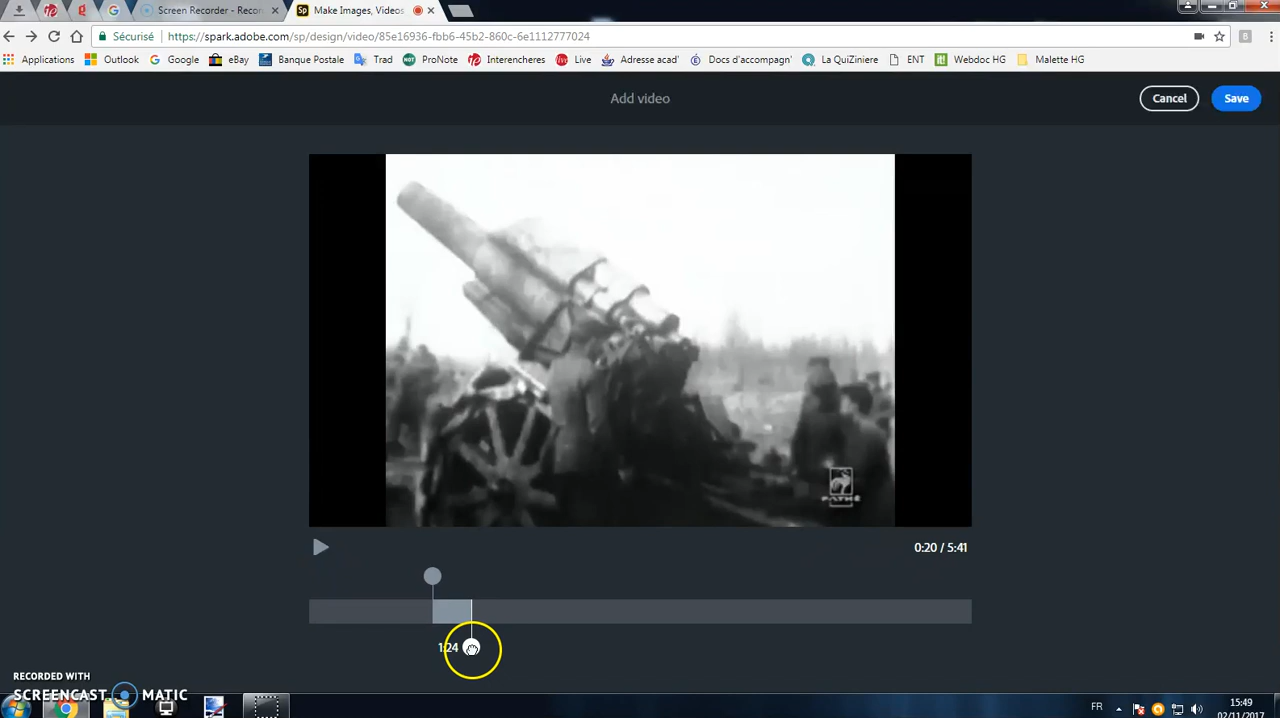 Screen Recorder - Recor
Make Images, Videos
Sécurisé
https://spark.adobe.com/sp/design/video/85e16936-fbb6-45b2-860c-6e1112777024
Applications Outlook Google eBay Banque Postale Trad ProNote Interencheres Live Adresse acad' Docs d'accompagn' La QuiZiniere ENT Webdoc HG Malette HG
Add video
Cancel
Save
PATHÉ
0:20 / 5:41
1:24
RECORDED WITH
SCREENCAST MATIC
FR
15:49
02/11/2017